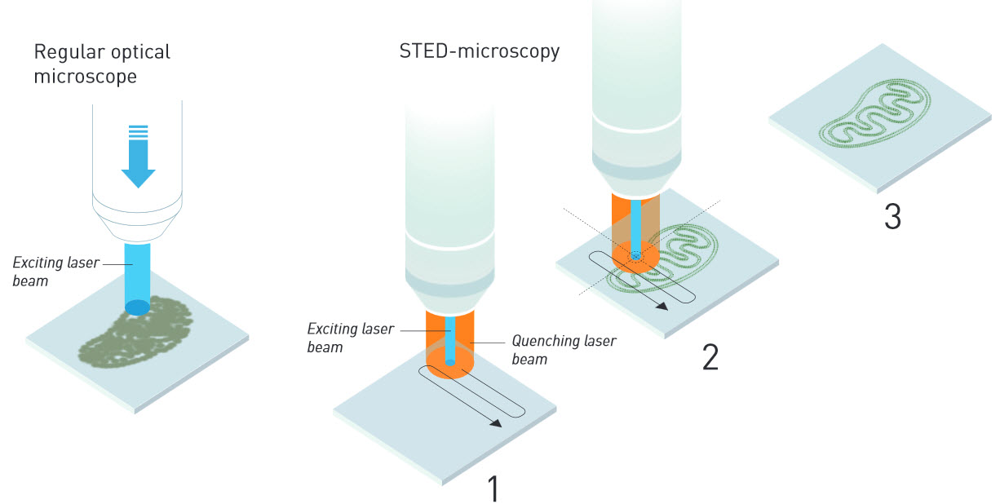 Regular optical
microscope
Exciting laser
beam
STED-microscopy
Exciting laser
beam
Quenching laser
beam
1
2
3